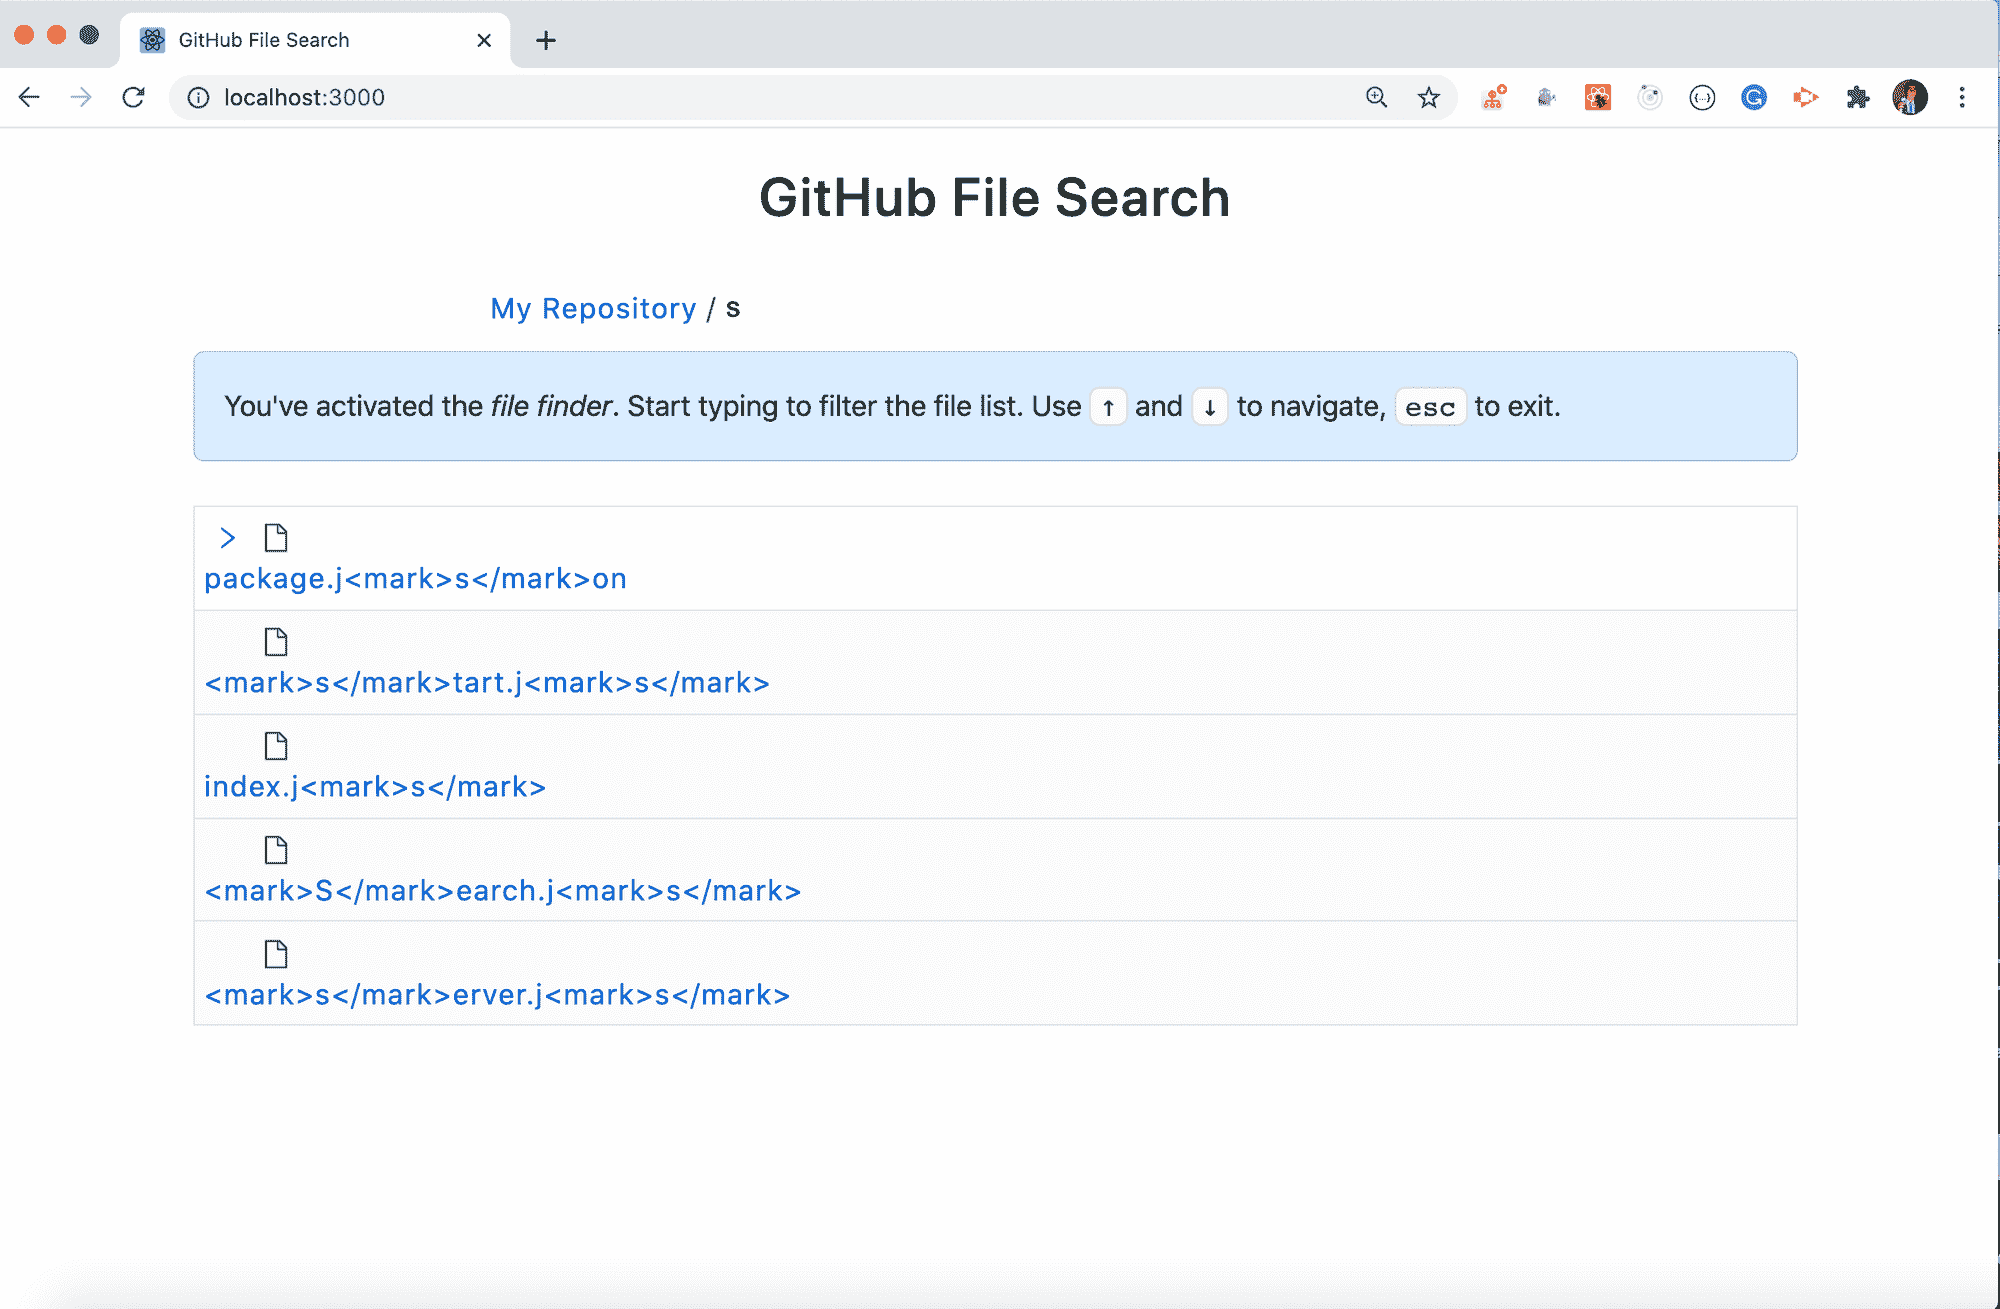 GitHub File Search
localhost:3000
GitHub File Search
My Repository / s
You've activated the file finder. Start typing to filter the file list. Use ↑ and ↓ to navigate, esc to exit.
package.j<mark>s</mark>on
<mark>s</mark>tart.j<mark>s</mark>
index.j<mark>s</mark>
<mark>S</mark>earch.j<mark>s</mark>
<mark>s</mark>erver.j<mark>s</mark>